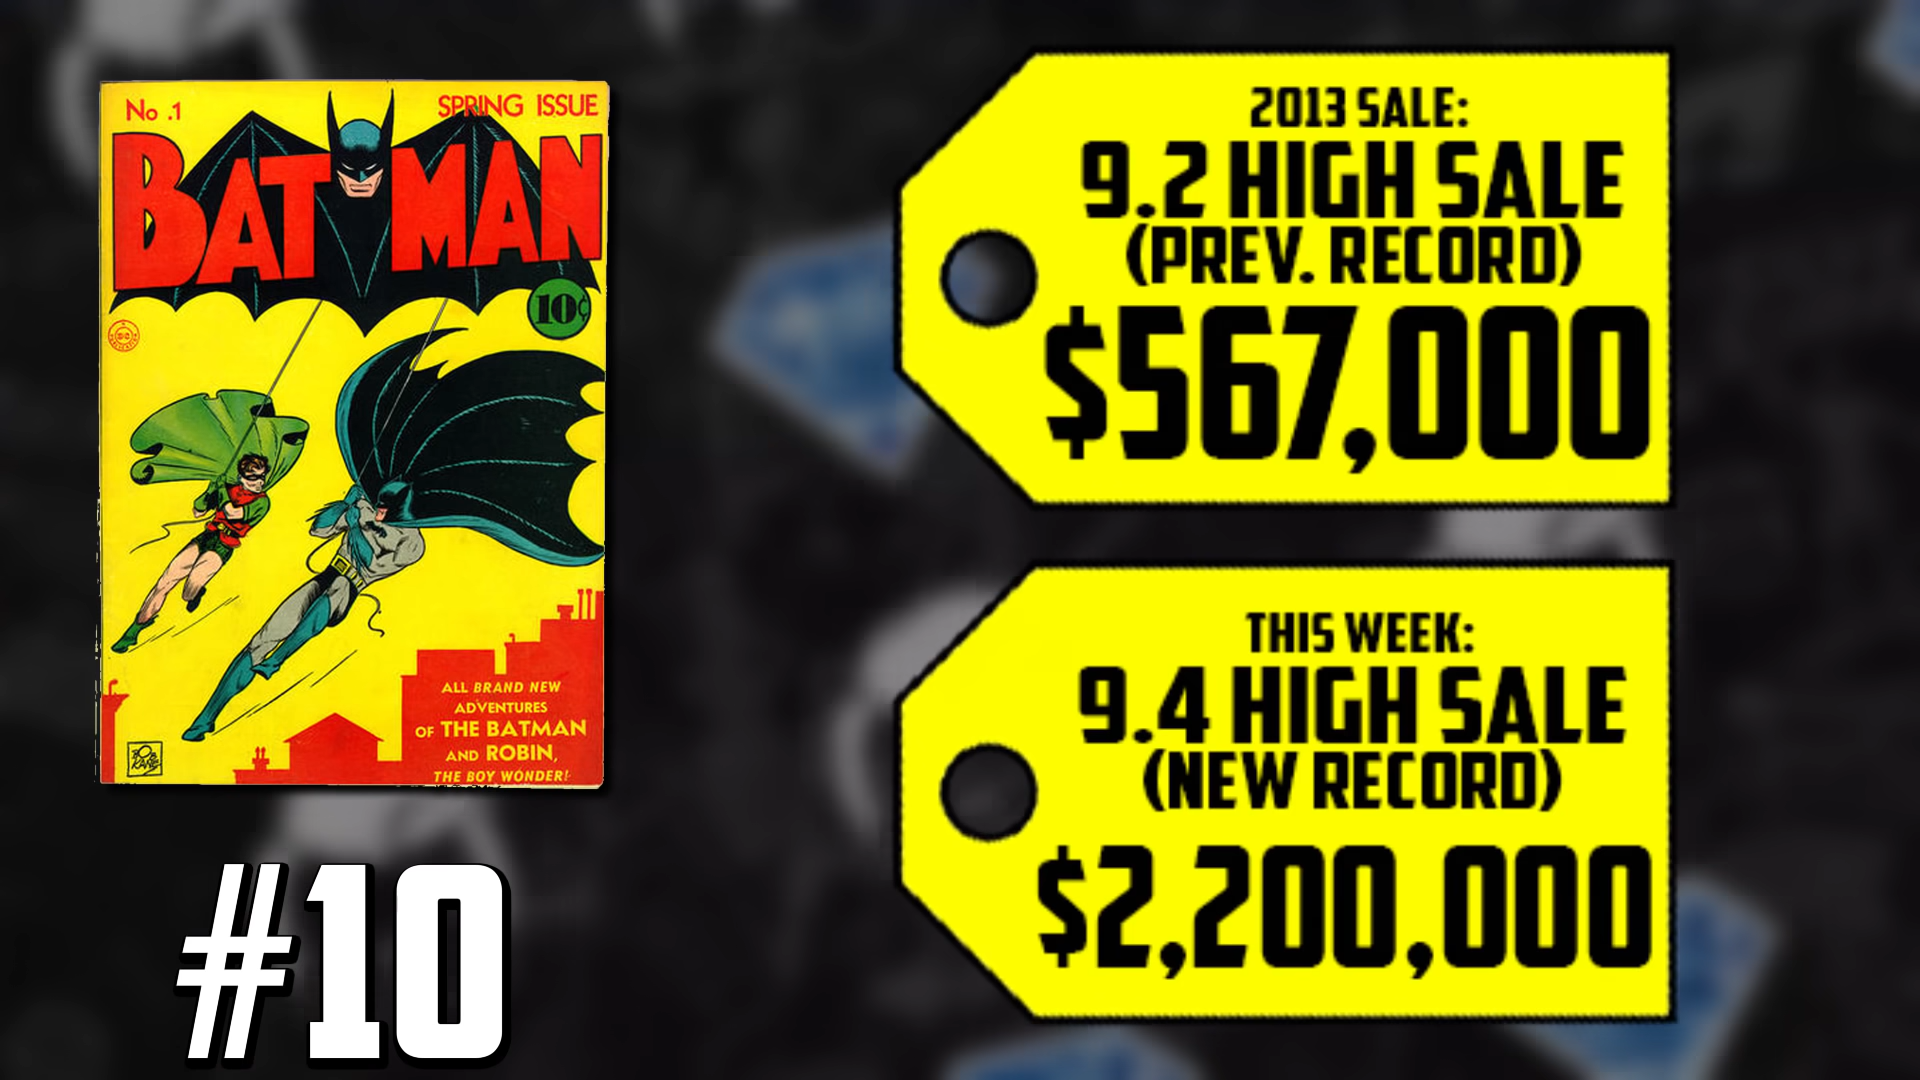 No .1
SPRING ISSUE
BATMAN
10¢
ALL BRAND NEW
ADVENTURES
OF THE BATMAN
AND ROBIN,
THE BOY WONDER!
BOB
KANE
#10
2013 SALE:
9.2 HIGH SALE
(PREV. RECORD)
$567,000
THIS WEEK:
9.4 HIGH SALE
(NEW RECORD)
$2,200,000